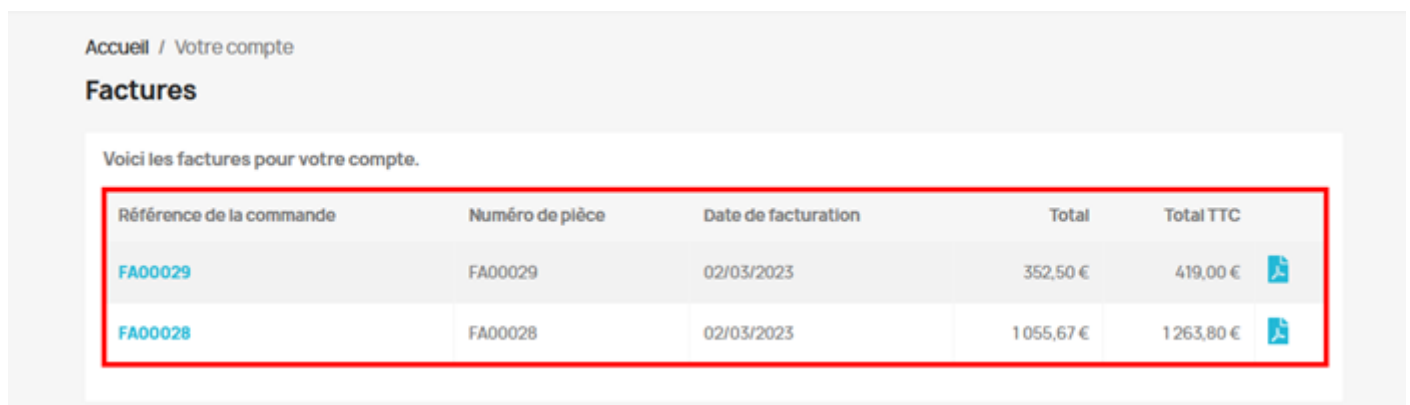 Accueil / Votre compte
Factures
Voici les factures pour votre compte.
Référence de la commande Numéro de pièce Date de facturation Total Total TTC
FA00029 FA00029 02/03/2023 352,50 € 419,00 €
FA00028 FA00028 02/03/2023 1 055,67 € 1 263,80 €